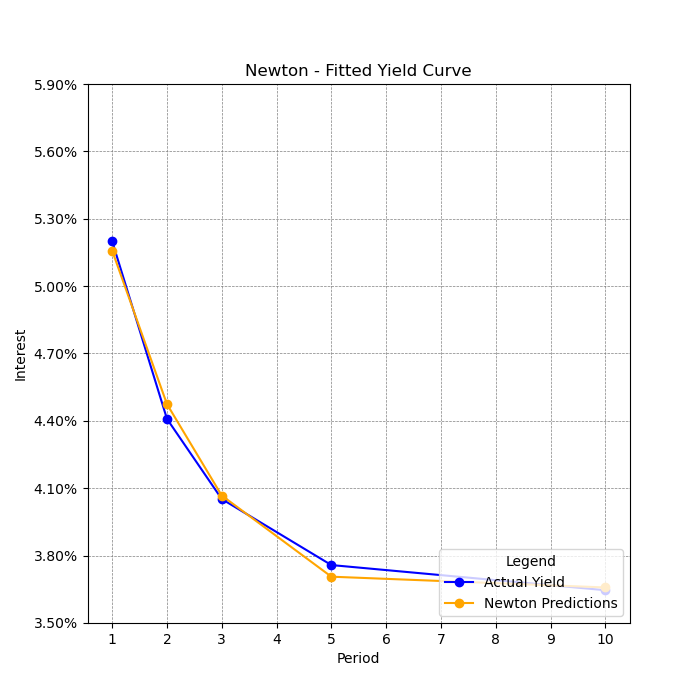 Newton - Fitted Yield Curve
5.90%
5.60%
5.30%
5.00%
4.70%
4.40%
4.10%
3.80%
3.50%
Interest
Legend
Actual Yield
Newton Predictions
1 2 3 4 5 6 7 8 9 10
Period